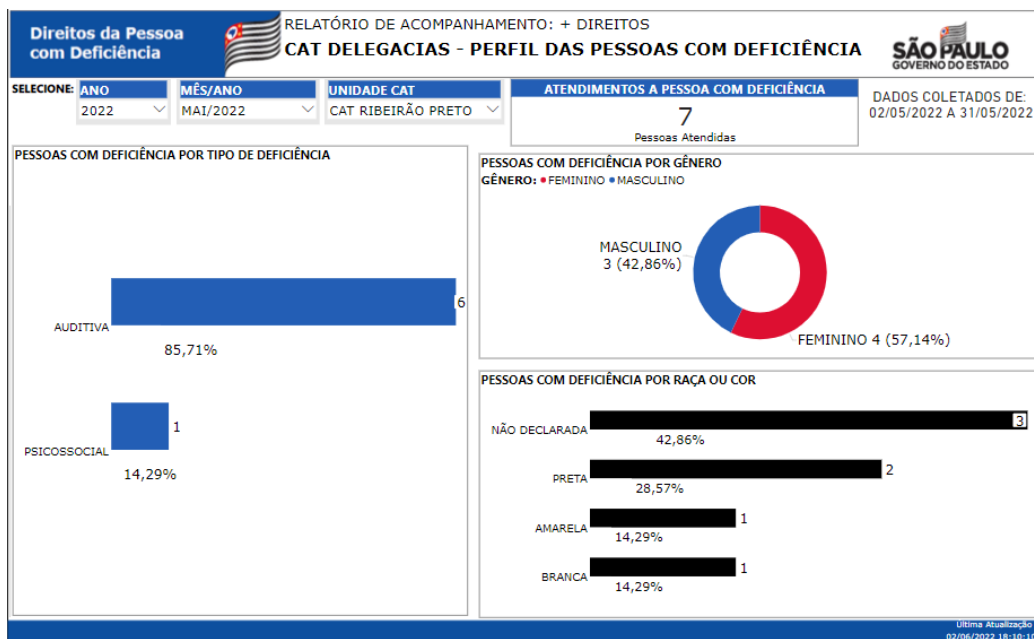 Direitos da Pessoa
com Deficiência
RELATÓRIO DE ACOMPANHAMENTO: + DIREITOS
CAT DELEGACIAS - PERFIL DAS PESSOAS COM DEFICIÊNCIA
SÃO PAULO
GOVERNO DO ESTADO
SELECIONE:
ANO
2022
MÊS/ANO
MAI/2022
UNIDADE CAT
CAT RIBEIRÃO PRETO
ATENDIMENTOS A PESSOA COM DEFICIÊNCIA
7
Pessoas Atendidas
DADOS COLETADOS DE:
02/05/2022 A 31/05/2022
PESSOAS COM DEFICIÊNCIA POR TIPO DE DEFICIÊNCIA
AUDITIVA
6
85,71%
PSICOSSOCIAL
1
14,29%
PESSOAS COM DEFICIÊNCIA POR GÊNERO
GÊNERO: FEMININO MASCULINO
MASCULINO
3 (42,86%)
FEMININO 4 (57,14%)
PESSOAS COM DEFICIÊNCIA POR RAÇA OU COR
NÃO DECLARADA
3
42,86%
PRETA
2
28,57%
AMARELA
1
14,29%
BRANCA
1
14,29%
Última Atualização
02/06/2022